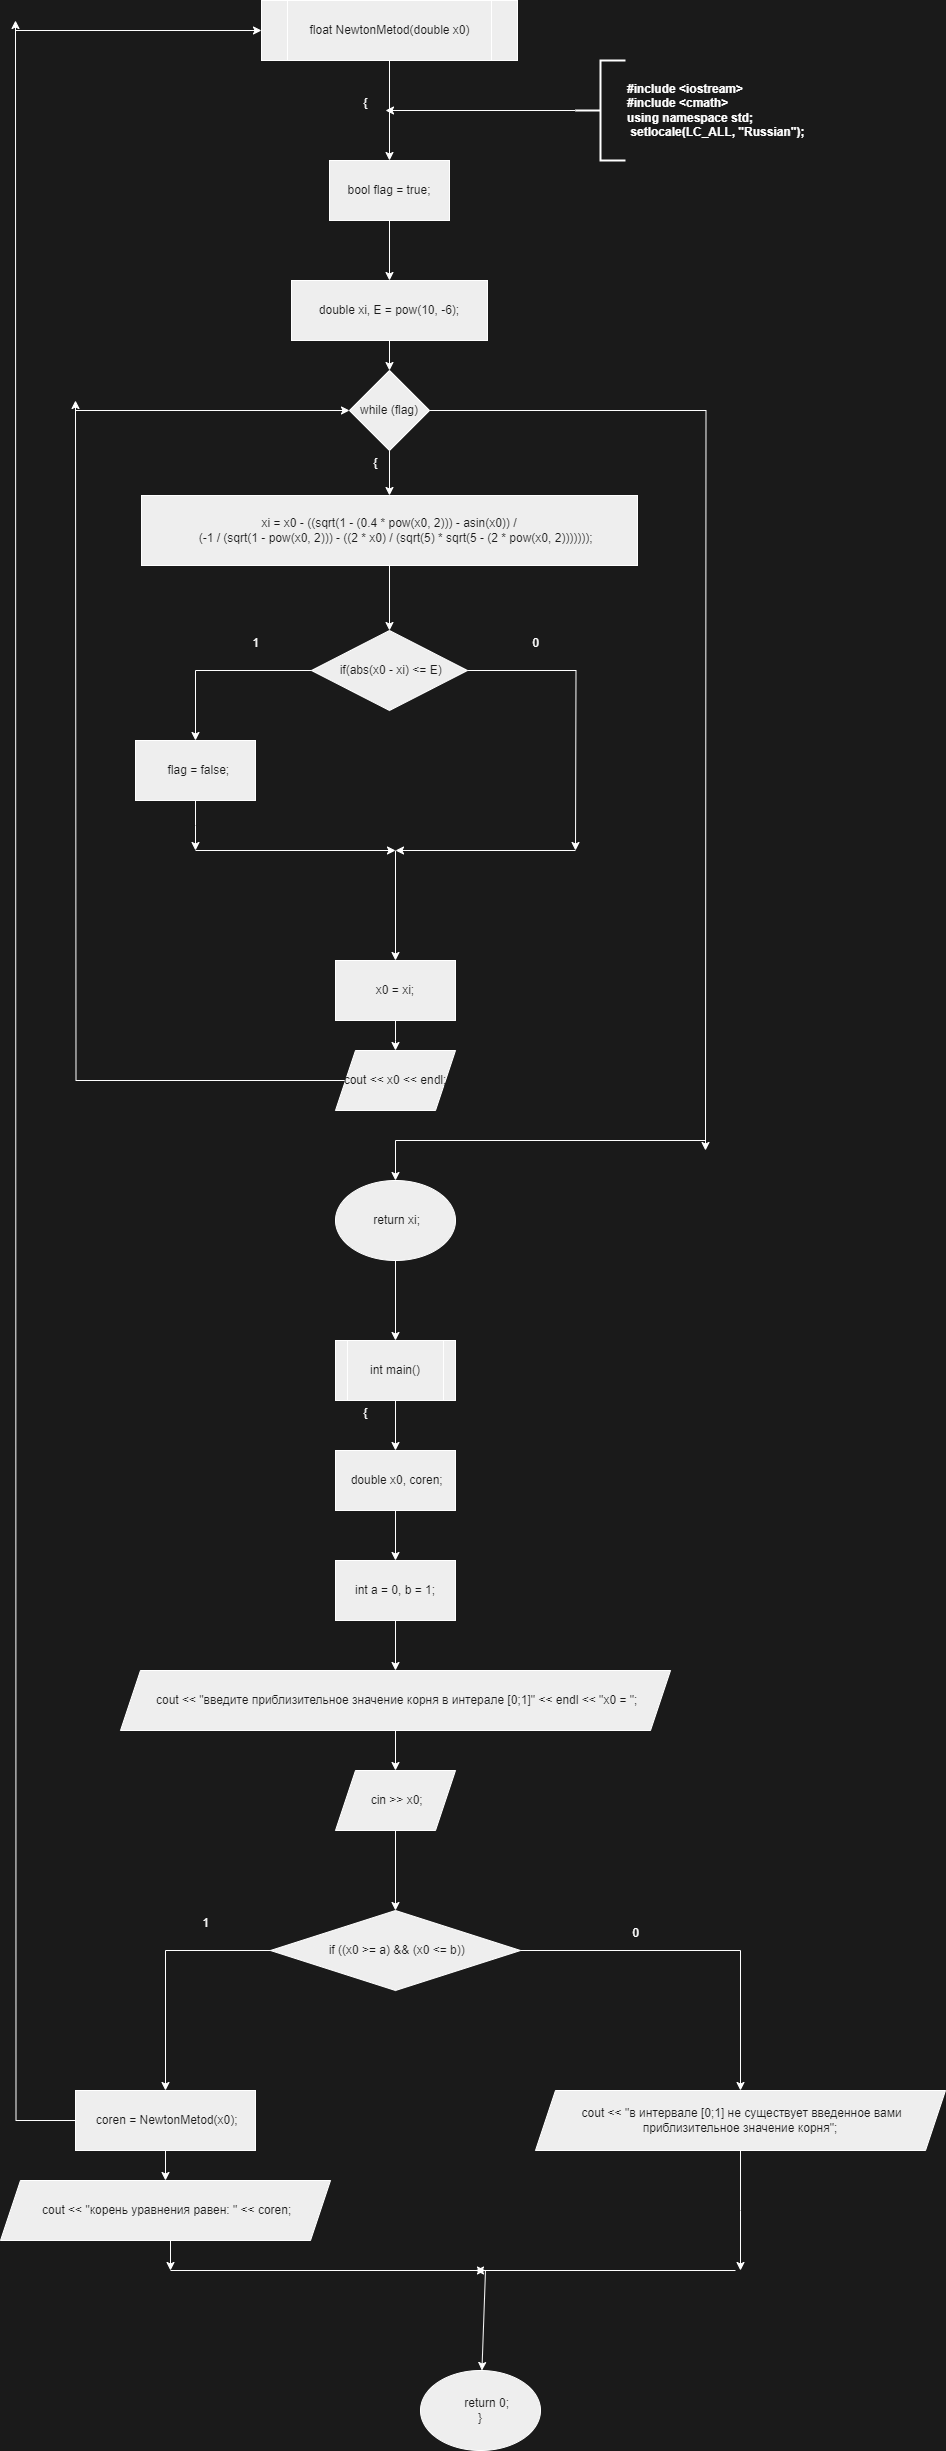 float NewtonMetod(double x0)
{
#include <iostream>
#include <cmath>
using namespace std;
setlocale(LC_ALL, "Russian");
bool flag = true;
double xi, E = pow(10, -6);
while (flag)
{
xi = x0 - ((sqrt(1 - (0.4 * pow(x0, 2))) - asin(x0)) /
(-1 / (sqrt(1 - pow(x0, 2))) - ((2 * x0) / (sqrt(5) * sqrt(5 - (2 * pow(x0, 2)))))));
1
0
if(abs(x0 - xi) <= E)
flag = false;
x0 = xi;
cout << x0 << endl;
return xi;
int main()
{
double x0, coren;
int a = 0, b = 1;
cout << "введите приблизительное значение корня в интерале [0;1]" << endl << "x0 = ";
cin >> x0;
1
0
if ((x0 >= a) && (x0 <= b))
coren = NewtonMetod(x0);
cout << "в интервале [0;1] не существует введенное вами
приблизительное значение корня";
cout << "корень уравнения равен: " << coren;
return 0;
}